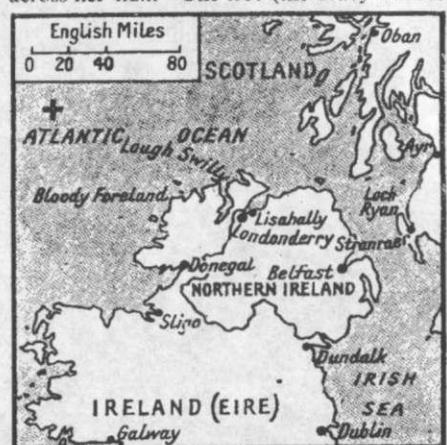 English Miles
0 20 40 80
Oban
SCOTLAND
ATLANTIC OCEAN
Lough Swilly
Ayr
Bloody Foreland
Loch
Ryan
Lisahally
Londonderry
Stranraer
Donegal
Belfast
NORTHERN IRELAND
Sligo
Dundalk
IRISH
SEA
IRELAND (EIRE)
Galway
Dublin